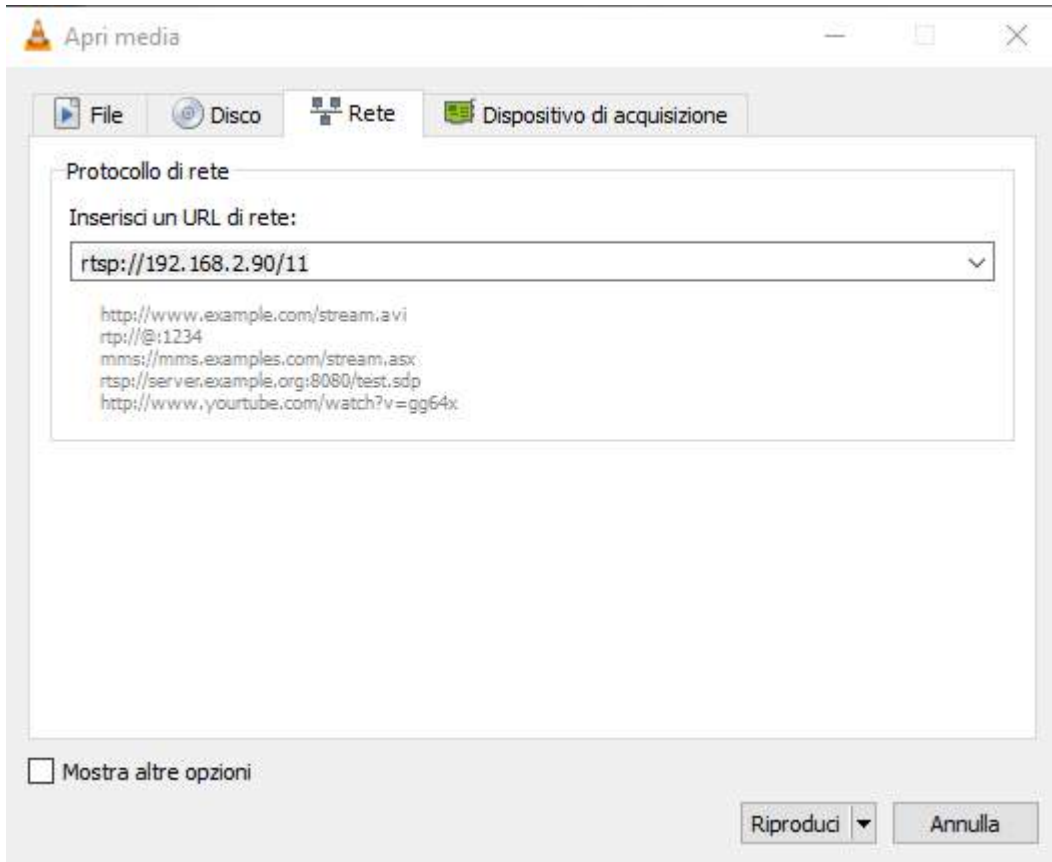 Apri media
File Disco Rete Dispositivo di acquisizione
Protocollo di rete
Inserisci un URL di rete:
rtsp://192.168.2.90/11
http://www.example.com/stream.avi
rtp://@:1234
mms://mms.examples.com/stream.asx
rtsp://server.example.org:8080/test.sdp
http://www.yourtube.com/watch?v=gg64x
Mostra altre opzioni
Riproduci Annulla